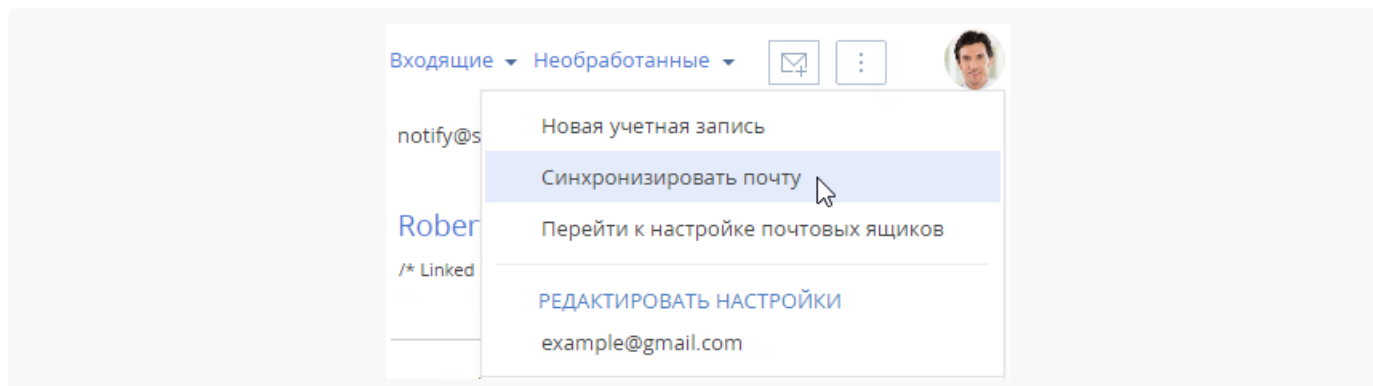 Входящие Необработанные
Новая учетная запись
notify@s
Синхронизировать почту
Rober
Перейти к настройке почтовых ящиков
/* Linked
РЕДАКТИРОВАТЬ НАСТРОЙКИ
example@gmail.com